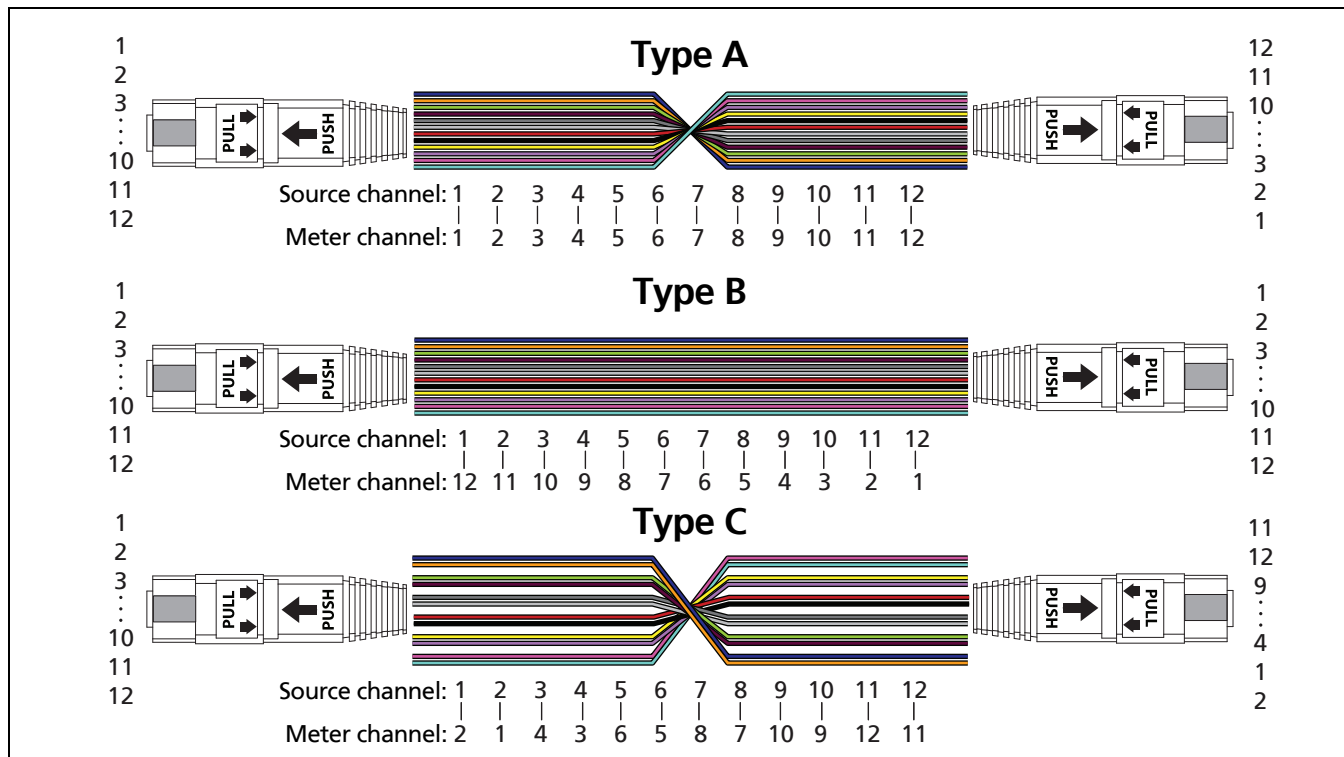 Type A
1
2
3
10
11
12
PULL
PUSH
PUSH
PULL
12
11
10
3
2
1
Source channel: 1 2 3 4 5 6 7 8 9 10 11 12
Meter channel: 1 2 3 4 5 6 7 8 9 10 11 12
Type B
1
2
3
10
11
12
PULL
PUSH
PUSH
PULL
1
2
3
10
11
12
Source channel: 1 2 3 4 5 6 7 8 9 10 11 12
Meter channel: 12 11 10 9 8 7 6 5 4 3 2 1
Type C
1
2
3
10
11
12
PULL
PUSH
PUSH
PULL
11
12
9
4
1
2
Source channel: 1 2 3 4 5 6 7 8 9 10 11 12
Meter channel: 2 1 4 3 6 5 8 7 10 9 12 11